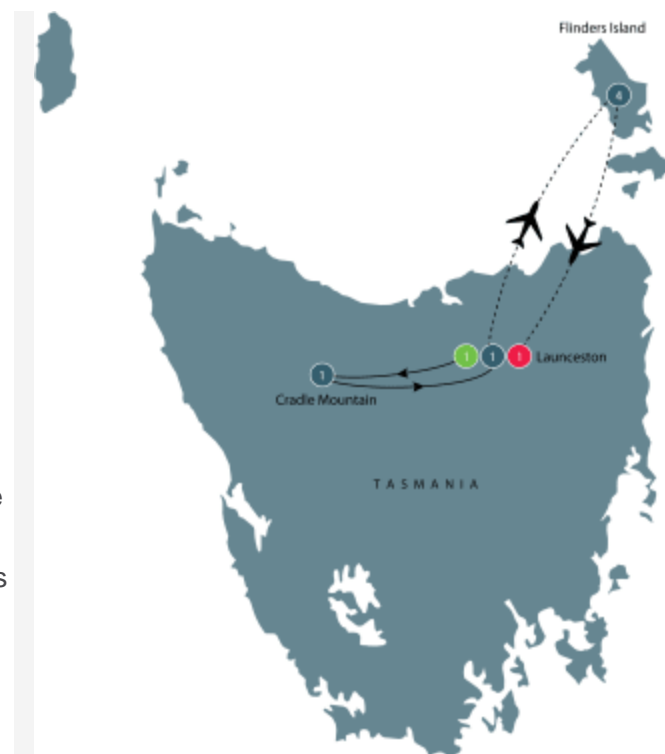 Flinders Island
4
1 1 1 Launceston
1
Cradle Mountain
TASMANIA
e
s